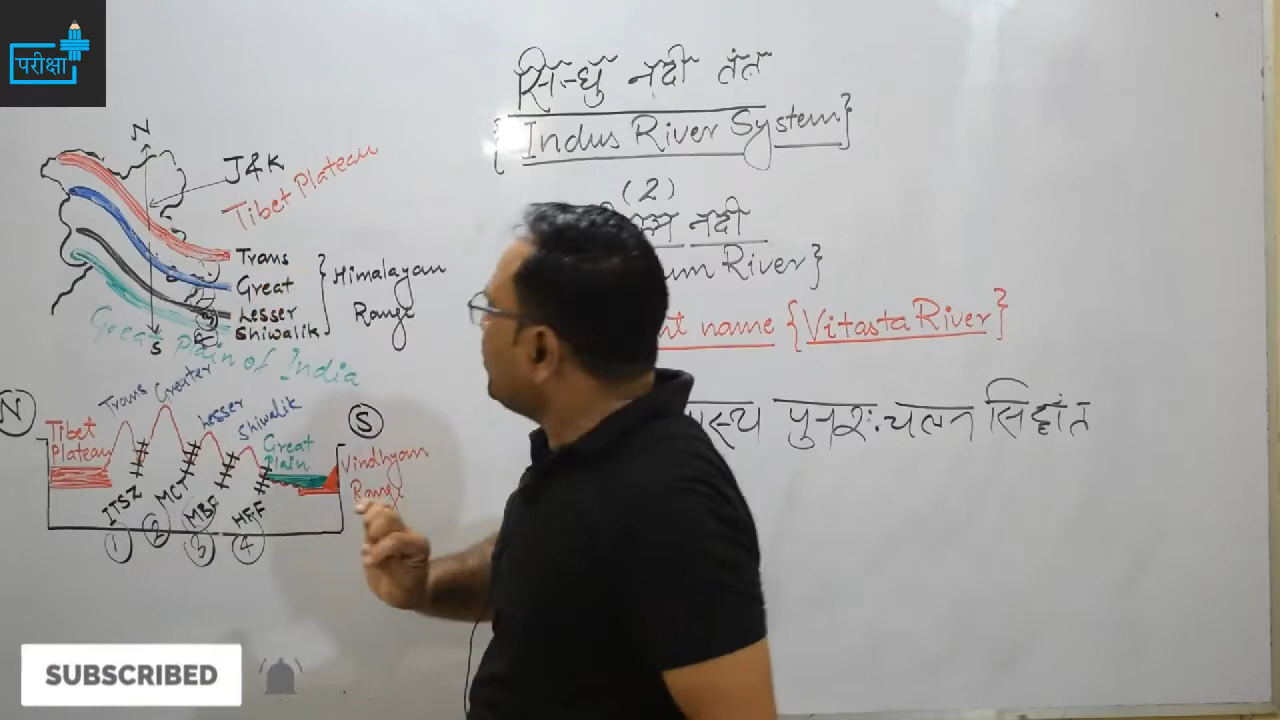 परीक्षा
सिन्धु नदी तंत्र
{Indus River System}
(2)
नदी
River}
name {Vitasta River}
पुनश्चलन सिद्धांत
N
J&K
Tibet Plateau
Trans
Great
Lesser
Shiwalik
Himalayan
Range
S
Great Plain of India
N
Trans
Greater
Lesser
Shiwalik
S
Tibet
Plateau
Great
Plain
Vindhyan
Range
ITSZ
MCT
MBF
HFF
1
2
3
4
SUBSCRIBED